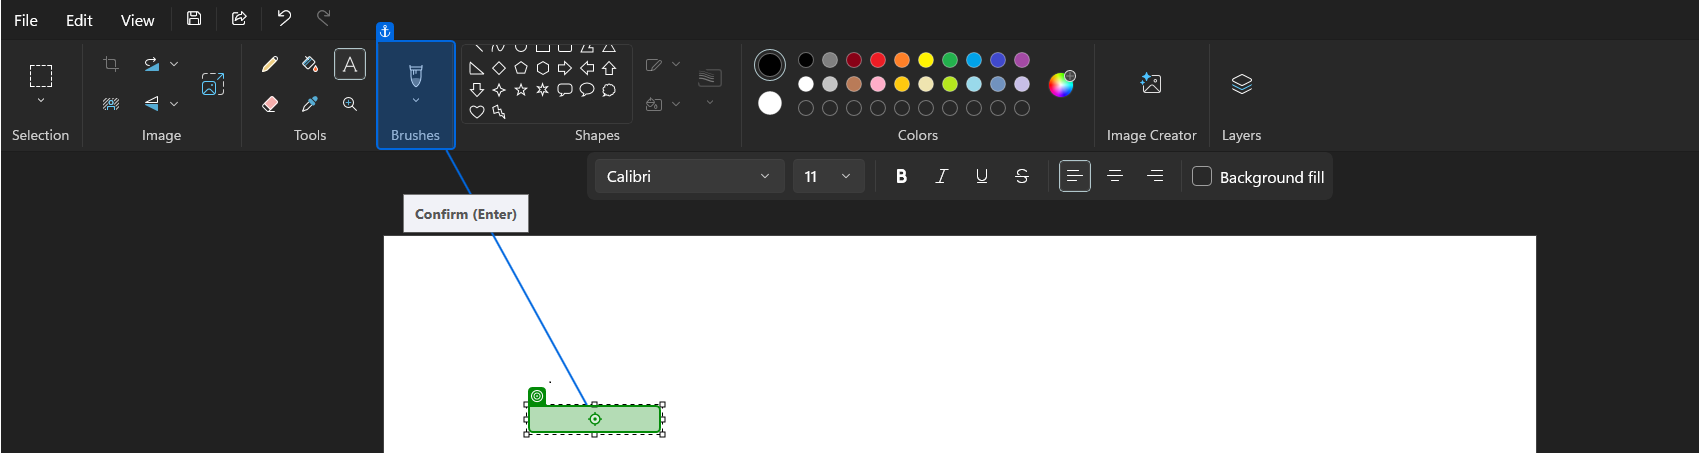 File Edit View
Selection Image Tools Brushes Shapes Colors Image Creator Layers
Calibri 11 B I U S Background fill
Confirm (Enter)